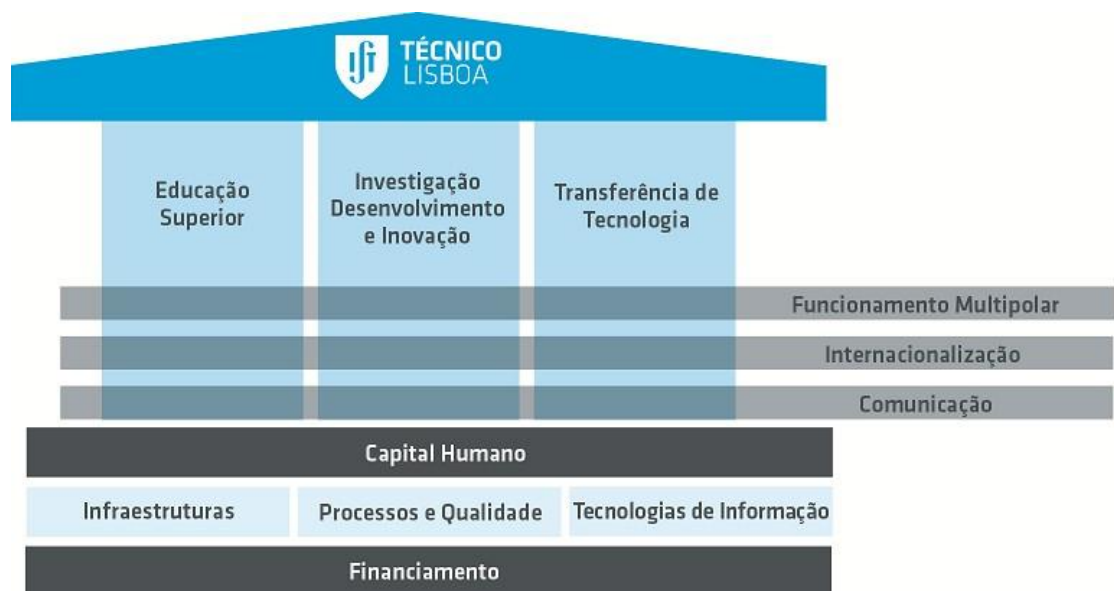 TÉCNICO
LISBOA
Educação
Superior
Investigação
Desenvolvimento
e Inovação
Transferência de
Tecnologia
Funcionamento Multipolar
Internacionalização
Comunicação
Capital Humano
Infraestruturas
Processos e Qualidade
Tecnologias de Informação
Financiamento